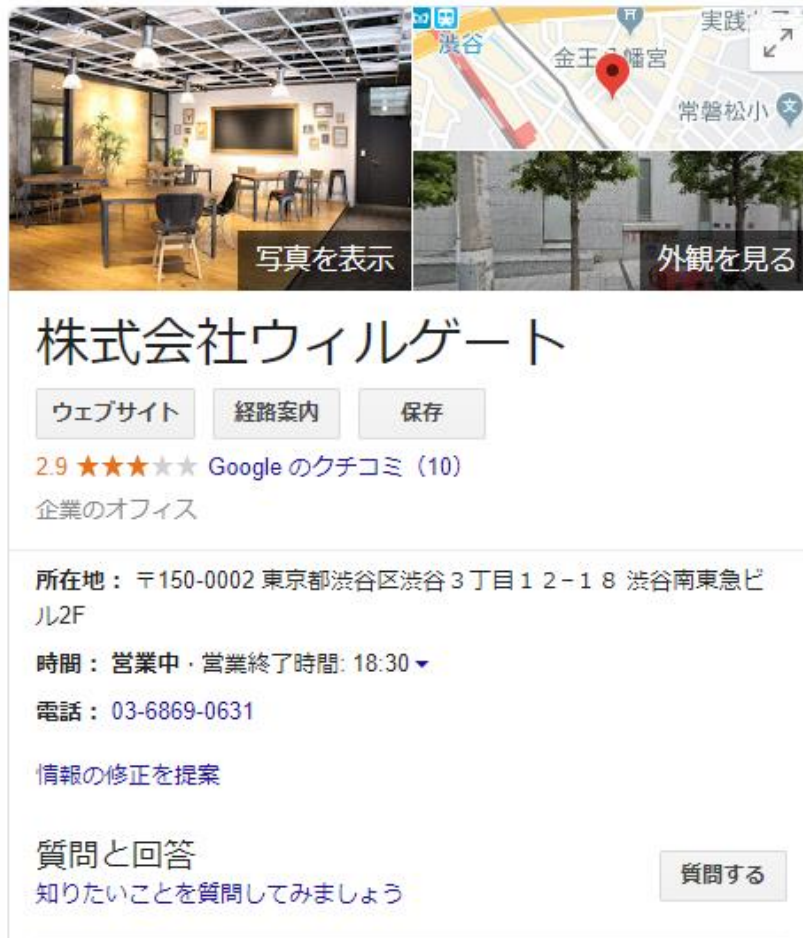 渋谷
金王八幡宮
実践
常磐松小
写真を表示
外観を見る
株式会社ウィルゲート
ウェブサイト 経路案内 保存
2.9 ★★★★★ Google のクチコミ（10）
企業のオフィス
所在地： 〒150-0002 東京都渋谷区渋谷３丁目１２−１８ 渋谷南東急ビ
ル2F
時間： 営業中 · 営業終了時間: 18:30
電話： 03-6869-0631
情報の修正を提案
質問と回答
知りたいことを質問してみましょう
質問する